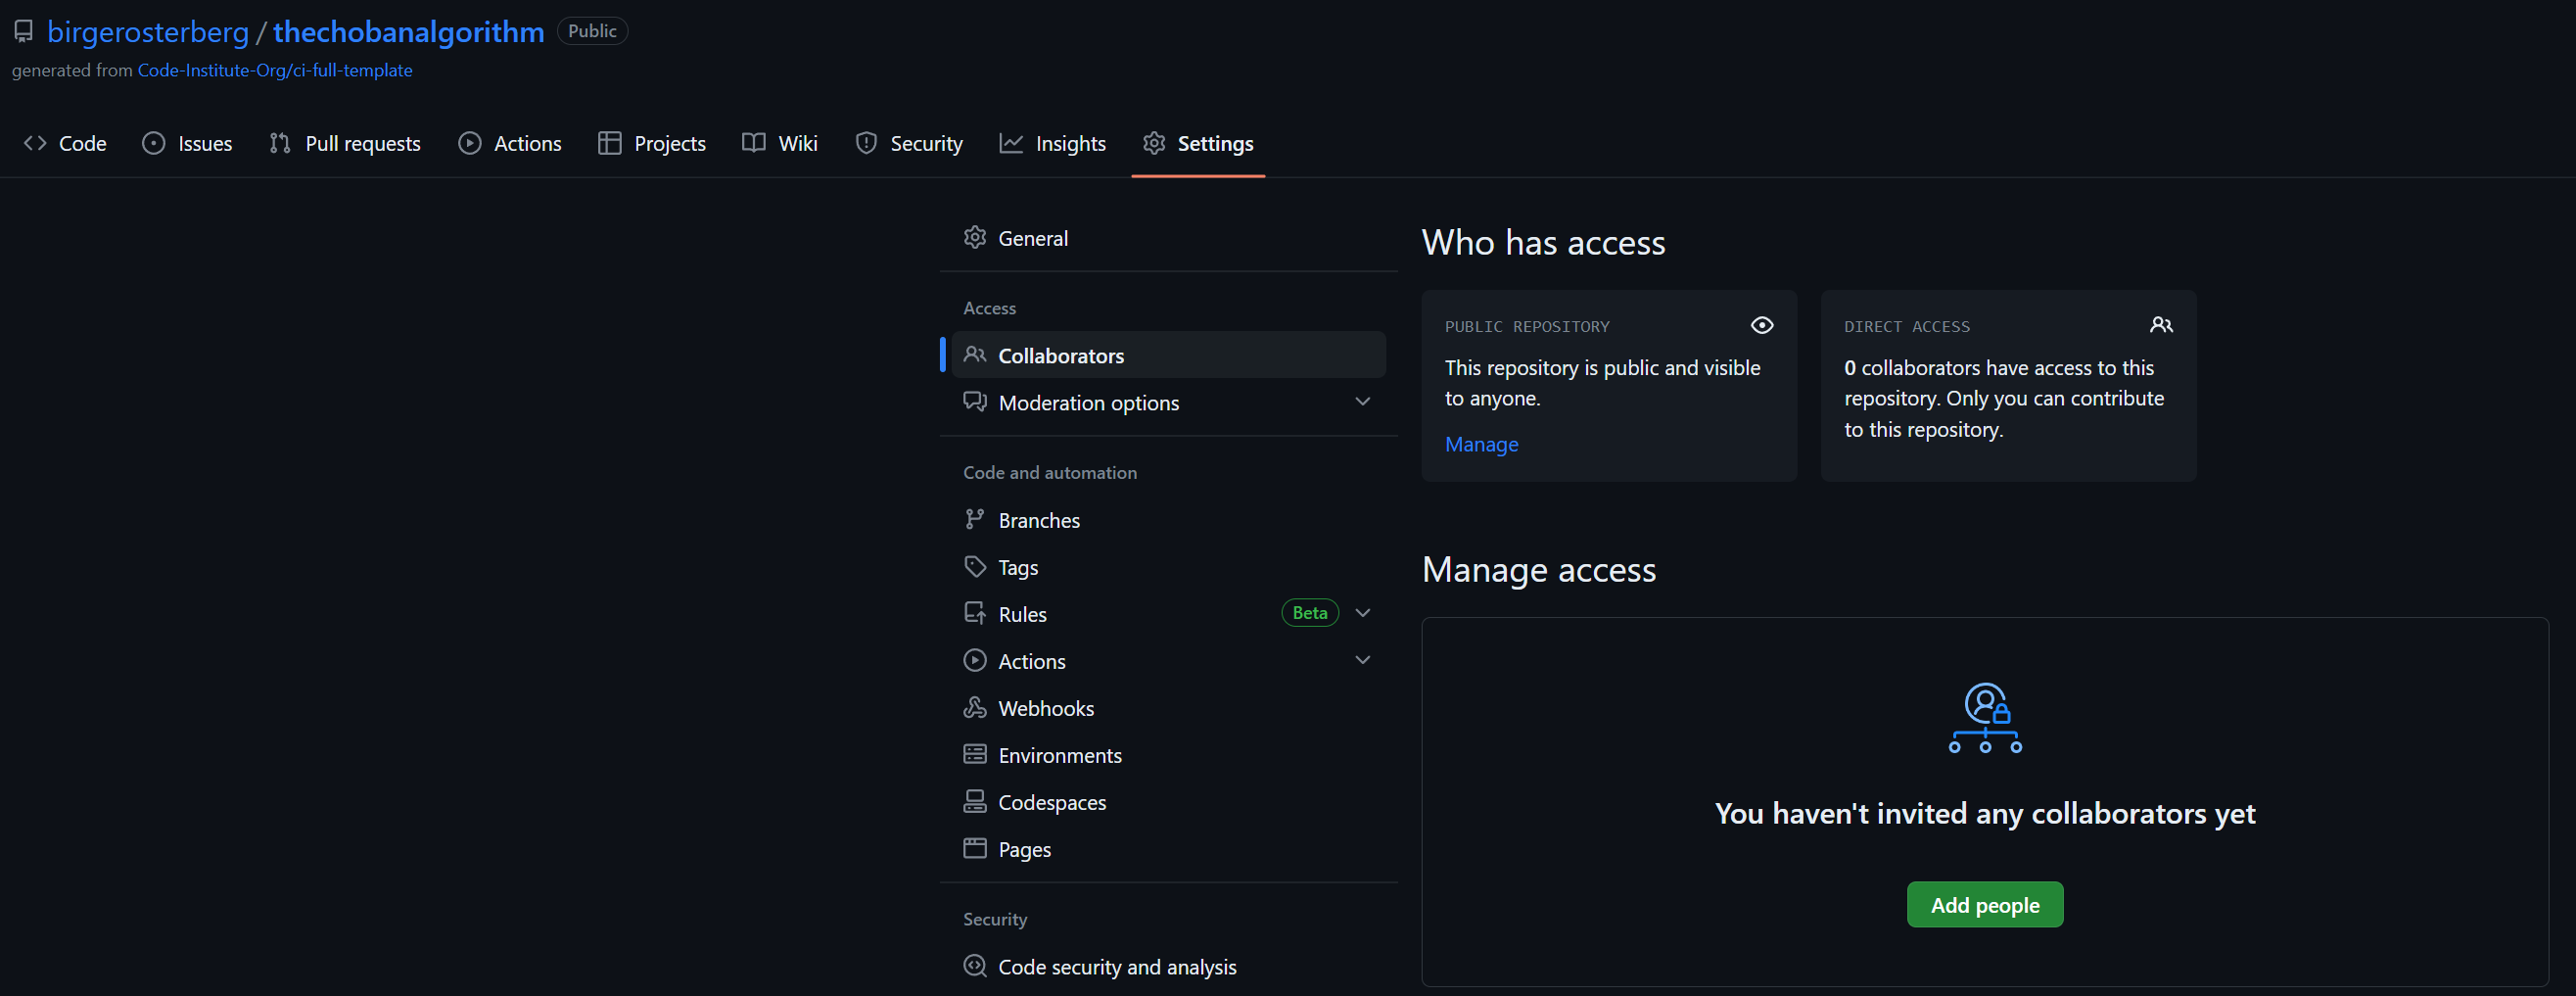 birgerosterberg / thechobanalgorithm Public
generated from Code-Institute-Org/ci-full-template
Code Issues Pull requests Actions Projects Wiki Security Insights Settings
General
Access
Collaborators
Moderation options
Code and automation
Branches
Tags
Rules Beta
Actions
Webhooks
Environments
Codespaces
Pages
Security
Code security and analysis
Who has access
PUBLIC REPOSITORY
This repository is public and visible
to anyone.
Manage
DIRECT ACCESS
0 collaborators have access to this
repository. Only you can contribute
to this repository.
Manage access
You haven't invited any collaborators yet
Add people